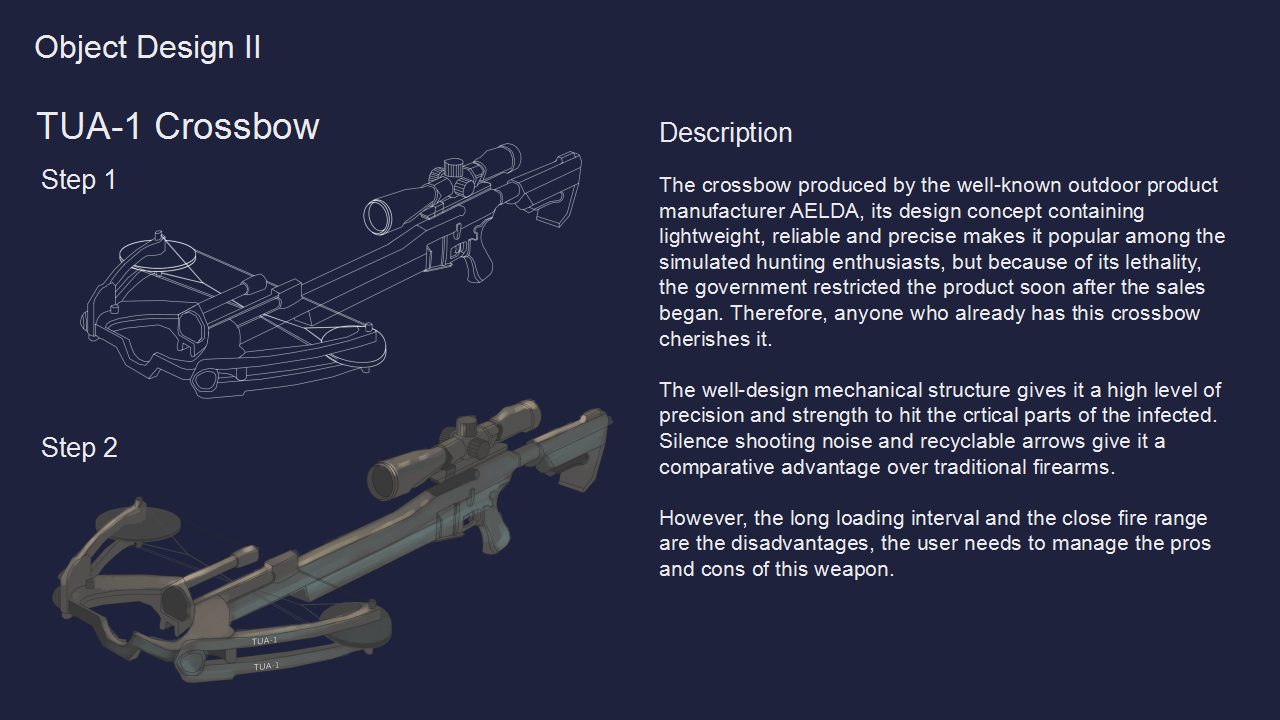 Object Design II
TUA-1 Crossbow
Step 1
Step 2
TUA-1
TUA-1
Description
The crossbow produced by the well-known outdoor product
manufacturer AELDA, its design concept containing
lightweight, reliable and precise makes it popular among the
simulated hunting enthusiasts, but because of its lethality,
the government restricted the product soon after the sales
began. Therefore, anyone who already has this crossbow
cherishes it.
The well-design mechanical structure gives it a high level of
precision and strength to hit the crtical parts of the infected.
Silence shooting noise and recyclable arrows give it a
comparative advantage over traditional firearms.
However, the long loading interval and the close fire range
are the disadvantages, the user needs to manage the pros
and cons of this weapon.